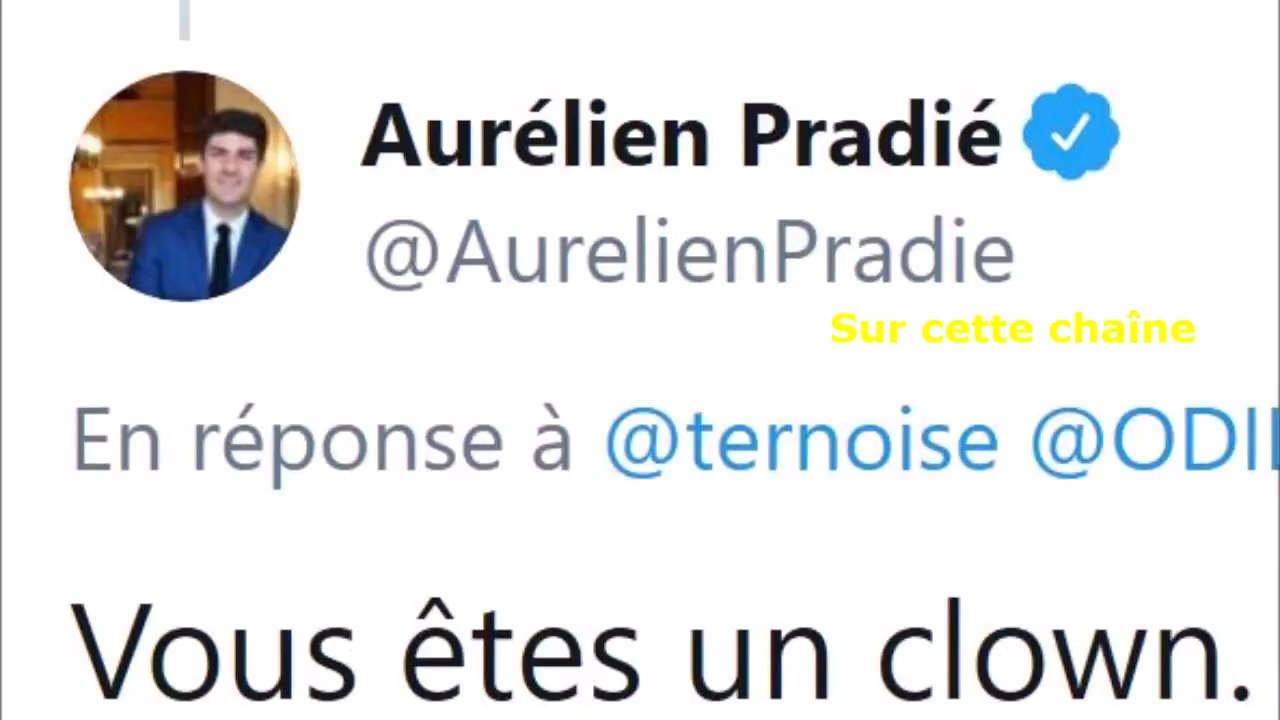 Aurélien Pradié
@AurelienPradie
Sur cette chaîne
En réponse à @ternoise
Vous êtes un clown.